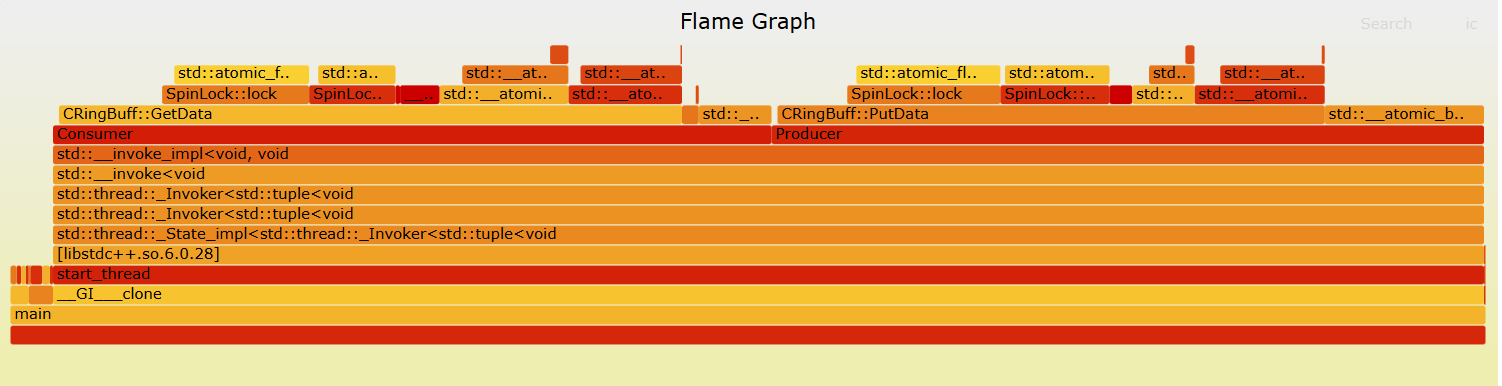 Flame Graph
Search ic
std::atomic_f.. std::a.. std::__at.. std::__at.. std::atomic_fl.. std::atom.. std.. std::__at..
SpinLock::lock SpinLoc.. __.. std::__atomi.. std::__ato.. SpinLock::lock SpinLock::.. std::.. std::__atomi..
CRingBuff::GetData std::_.. CRingBuff::PutData std::__atomic_b..
Consumer Producer
std::__invoke_impl<void, void
std::__invoke<void
std::thread::_Invoker<std::tuple<void
std::thread::_Invoker<std::tuple<void
std::thread::_State_impl<std::thread::_Invoker<std::tuple<void
[libstdc++.so.6.0.28]
start_thread
__GI___clone
main